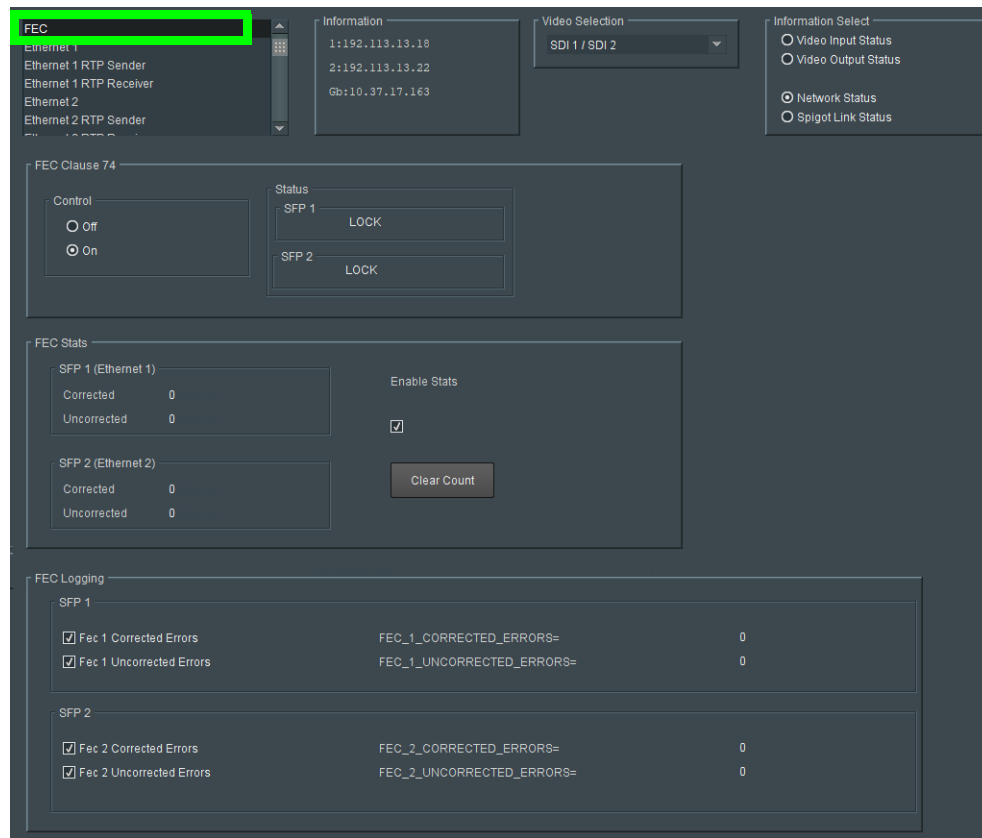 FEC
Ethernet 1
Ethernet 1 RTP Sender
Ethernet 1 RTP Receiver
Ethernet 2
Ethernet 2 RTP Sender
Information
1:192.113.13.18
2:192.113.13.22
Gb:10.37.17.163
Video Selection
SDI 1 / SDI 2
Information Select
Video Input Status
Video Output Status
Network Status
Spigot Link Status
FEC Clause 74
Control
Off
On
Status
SFP 1
LOCK
SFP 2
LOCK
FEC Stats
SFP 1 (Ethernet 1)
Corrected 0
Uncorrected 0
Enable Stats
SFP 2 (Ethernet 2)
Corrected 0
Uncorrected 0
Clear Count
FEC Logging
SFP 1
Fec 1 Corrected Errors FEC_1_CORRECTED_ERRORS= 0
Fec 1 Uncorrected Errors FEC_1_UNCORRECTED_ERRORS= 0
SFP 2
Fec 2 Corrected Errors FEC_2_CORRECTED_ERRORS= 0
Fec 2 Uncorrected Errors FEC_2_UNCORRECTED_ERRORS= 0